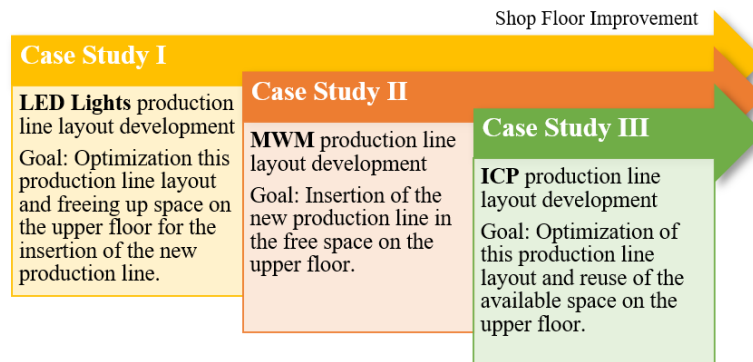 Shop Floor Improvement
Case Study I
LED Lights production
line layout development
Goal: Optimization this
production line layout
and freeing up space on
the upper floor for the
insertion of the new
production line.
Case Study II
MWM production line
layout development
Goal: Insertion of the
new production line in
the free space on the
upper floor.
Case Study III
ICP production line
layout development
Goal: Optimization of
this production line
layout and reuse of the
available space on the
upper floor.